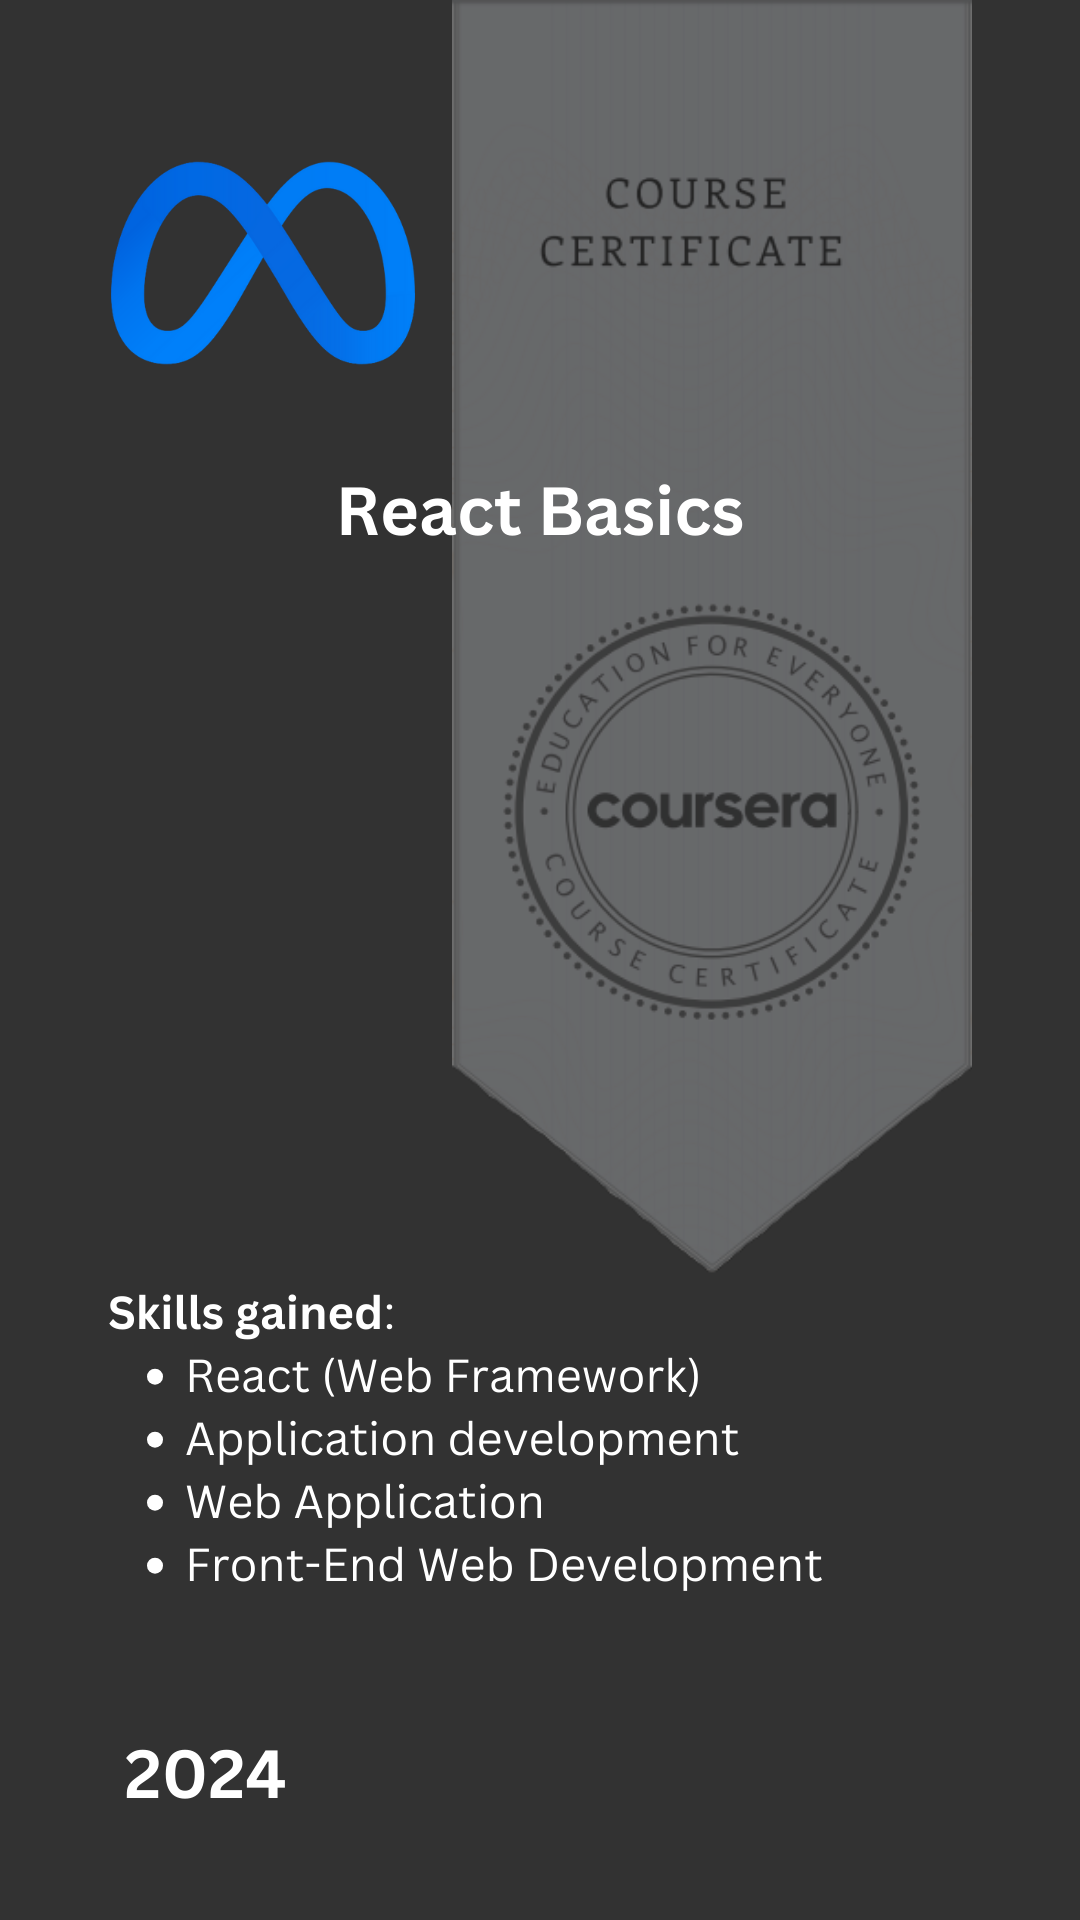 COURSE
CERTIFICATE
React Basics
• EDUCATION FOR EVERYONE •
coursera
COURSE CERTIFICATE
Skills gained:
• React (Web Framework)
• Application development
• Web Application
• Front-End Web Development
2024